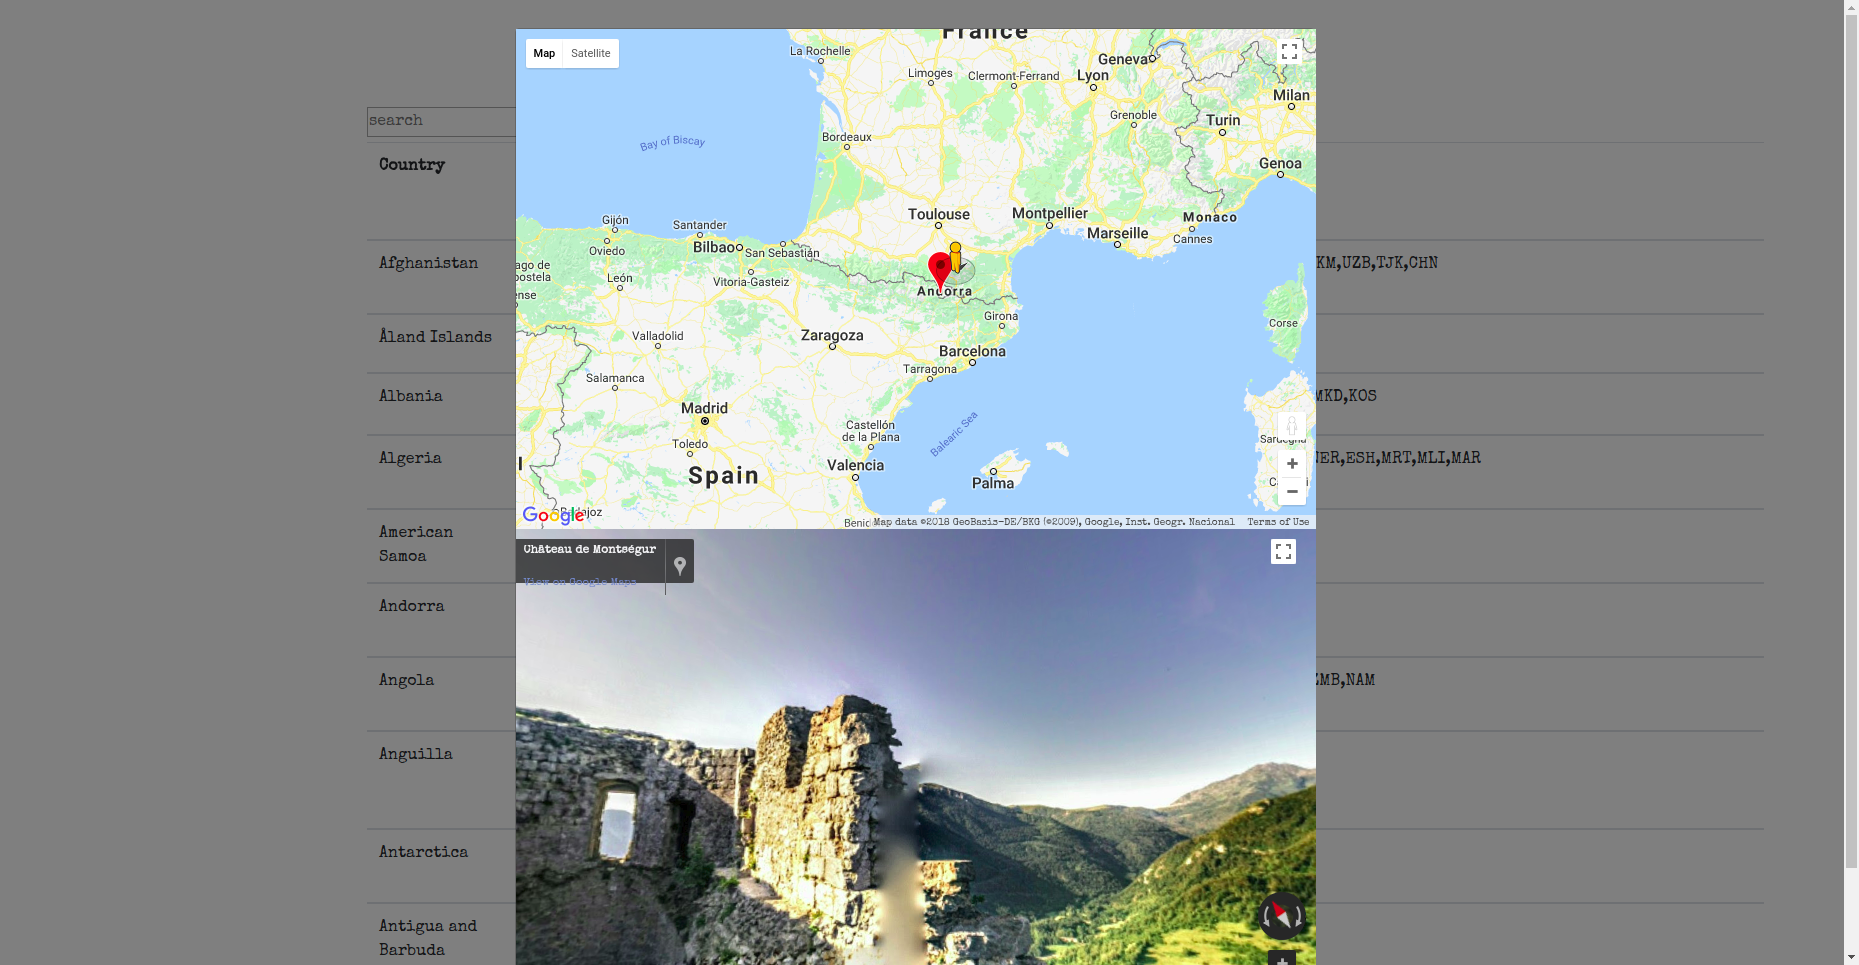 search
Country
Afghanistan
KM,UZB,TJK,CHN
Åland Islands
Albania
MKD,KOS
Algeria
NER,ESH,MRT,MLI,MAR
American
Samoa
Andorra
Angola
ZMB,NAM
Anguilla
Antarctica
Antigua and
Barbuda
Map
Satellite
France
La Rochelle
Limoges
Clermont-Ferrand
Geneva
Lyon
Milan
Grenoble
Turin
Bordeaux
Bay of Biscay
Genoa
Toulouse
Montpellier
Monaco
Marseille
Cannes
Gijón
Santander
Oviedo
Bilbao
San Sebastián
ago de
postela
León
Vitoria-Gasteiz
ense
Andorra
Girona
Corse
Valladolid
Zaragoza
Barcelona
Tarragona
Salamanca
Madrid
Castellón
de la Plana
Balearic Sea
Toledo
Sardegna
Valencia
Spain
Palma
Google
Map data ©2018 GeoBasis-DE/BKG (©2009), Google, Inst. Geogr. Nacional
Terms of Use
Château de Montségur
View on Google Maps